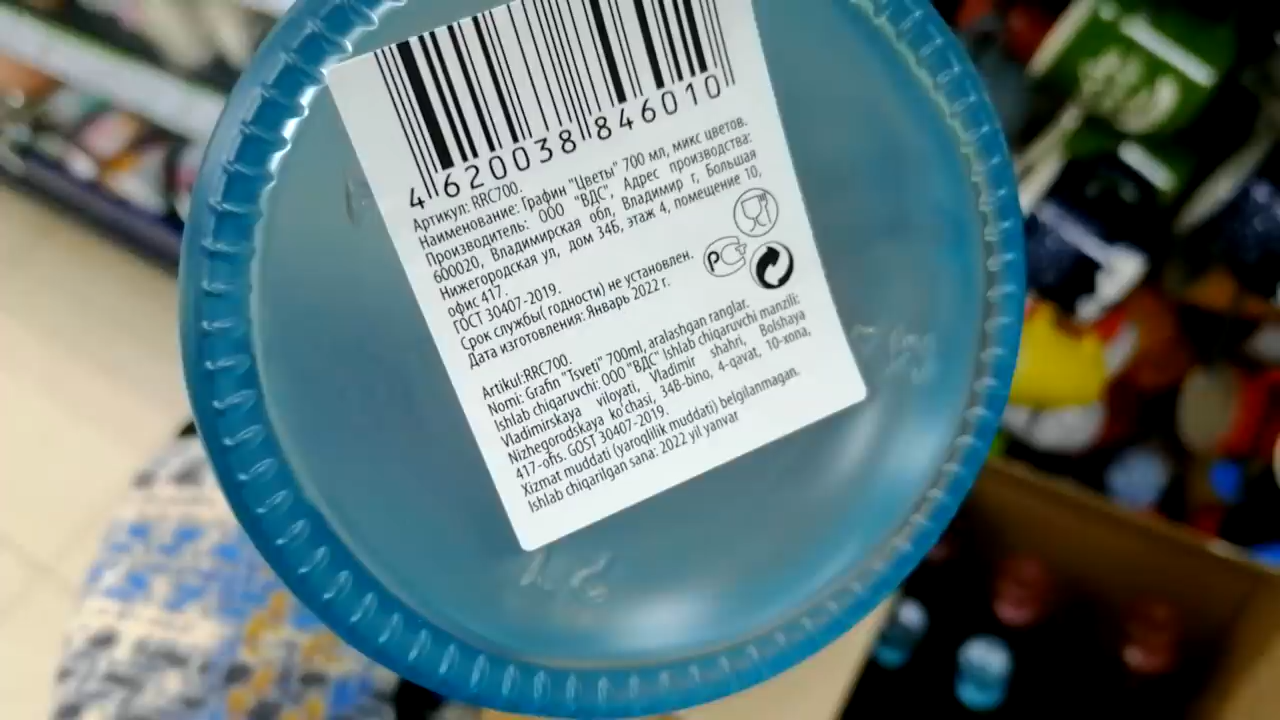 4620038846010
Артикул: RRC700.
Наименование: Графин "Цветы" 700 мл, микс цветов.
Производитель: ООО "ВДС", Адрес производства:
600020, Владимирская обл, Владимир г, Большая
Нижегородская ул, дом 34Б, этаж 4, помещение 10,
офис 417.
ГОСТ 30407-2019.
Срок службы( годности) не установлен.
Дата изготовления: Январь 2022 г.
Artikul:RRC700.
Nomi: Grafin "Tsveti" 700ml, aralashgan ranglar.
Ishlab chiqaruvchi: ООО "ВДС" Ishlab chiqaruvchi manzili:
Vladimirskaya viloyati, Vladimir shahri, Bolshaya
Nizhegorodskaya ko'chasi, 34B-bino, 4-qavat, 10-xona,
417-ofis. GOST 30407-2019.
Xizmat muddati (yaroqlilik muddati) belgilanmagan.
Ishlab chiqarilgan sana: 2022 yil yanvar